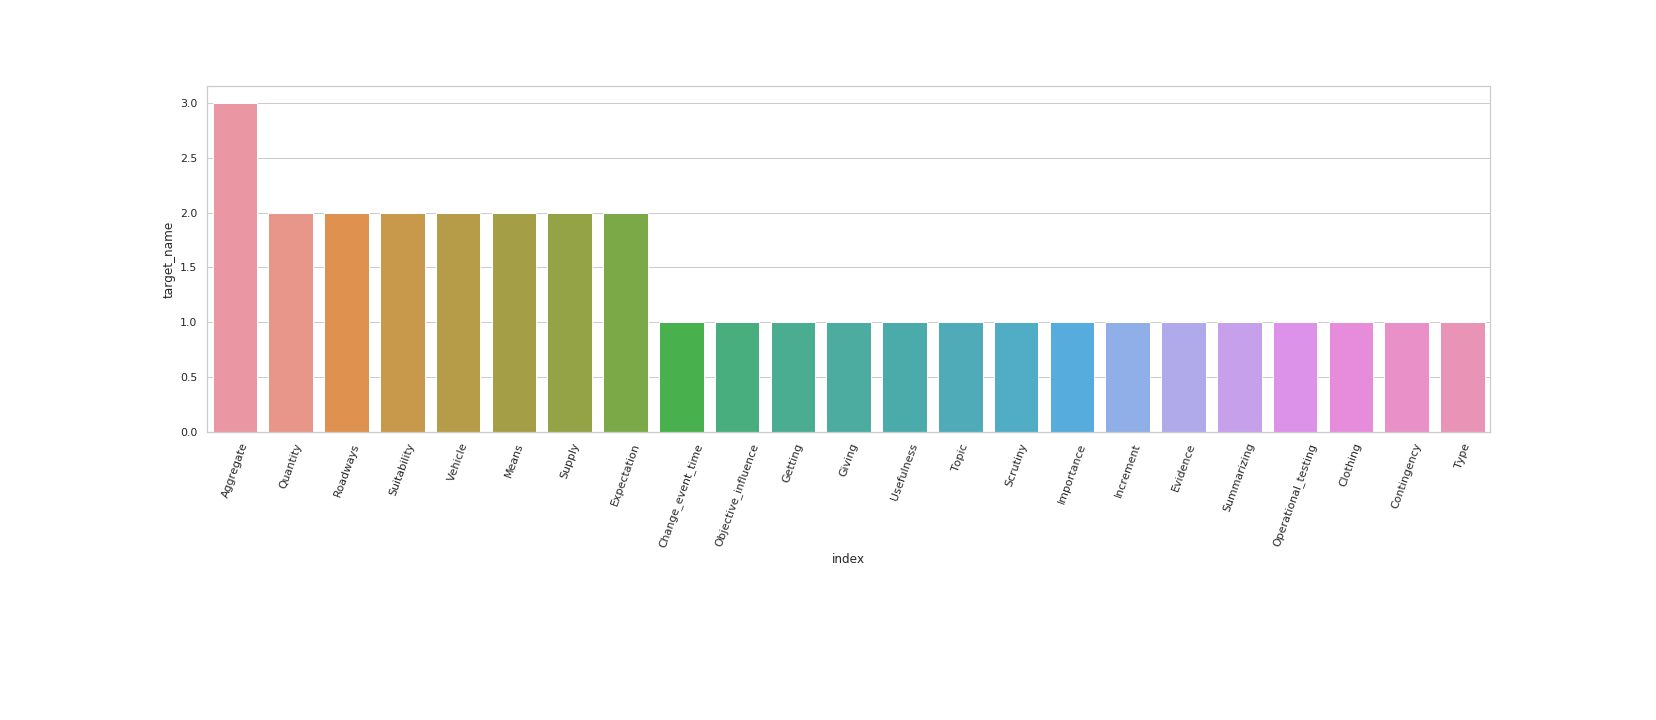 3.0
2.5
2.0
1.5
1.0
0.5
0.0
target_name
Aggregate
Quantity
Roadways
Suitability
Vehicle
Means
Supply
Expectation
Change_event_time
Objective_influence
Getting
Giving
Usefulness
Topic
Scrutiny
Importance
Increment
Evidence
Summarizing
Operational_testing
Clothing
Contingency
Type
index